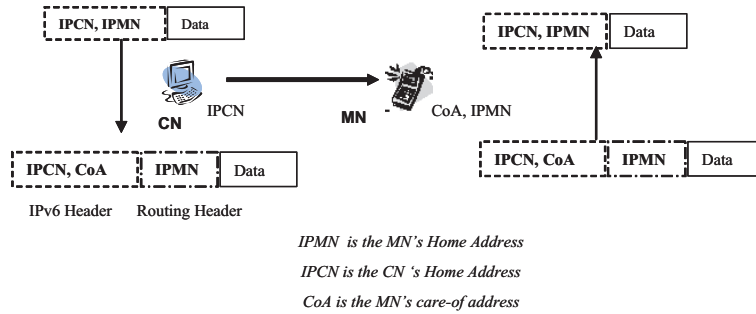 IPCN, IPMN Data
IPCN, IPMN Data
CN
IPCN
MN
CoA, IPMN
IPCN, CoA IPMN Data
IPCN, CoA IPMN Data
IPv6 Header Routing Header
IPMN is the MN's Home Address
IPCN is the CN 's Home Address
CoA is the MN's care-of address